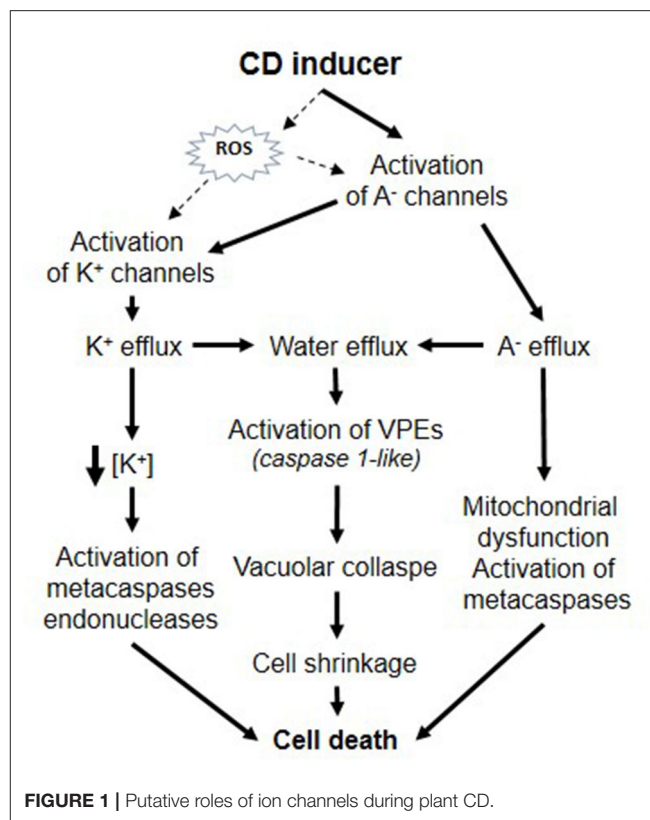 CD inducer
ROS
Activation
of A⁻ channels
Activation
of K⁺ channels
K⁺ efflux
Water efflux
A⁻ efflux
Activation of VPEs
(caspase 1-like)
[K⁺]
Mitochondrial
dysfunction
Activation of
metacaspases
Activation of
metacaspases
endonucleases
Vacuolar collaspe
Cell shrinkage
Cell death
FIGURE 1 | Putative roles of ion channels during plant CD.